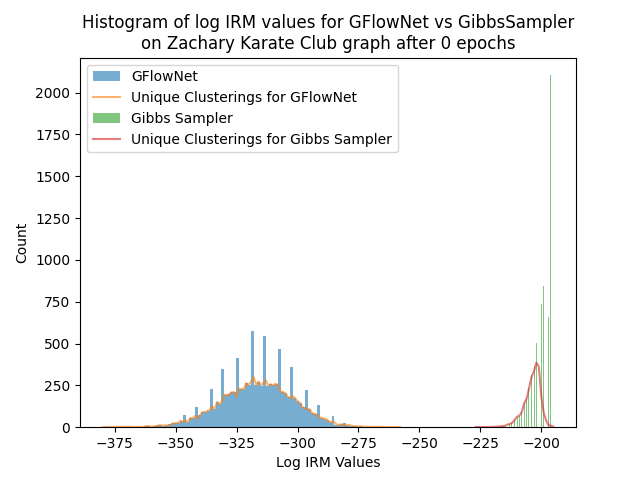 Histogram of log IRM values for GFlowNet vs GibbsSampler
on Zachary Karate Club graph after 0 epochs
GFlowNet
Unique Clusterings for GFlowNet
Gibbs Sampler
Unique Clusterings for Gibbs Sampler
Count
2000
1750
1500
1250
1000
750
500
250
0
−375 −350 −325 −300 −275 −250 −225 −200
Log IRM Values